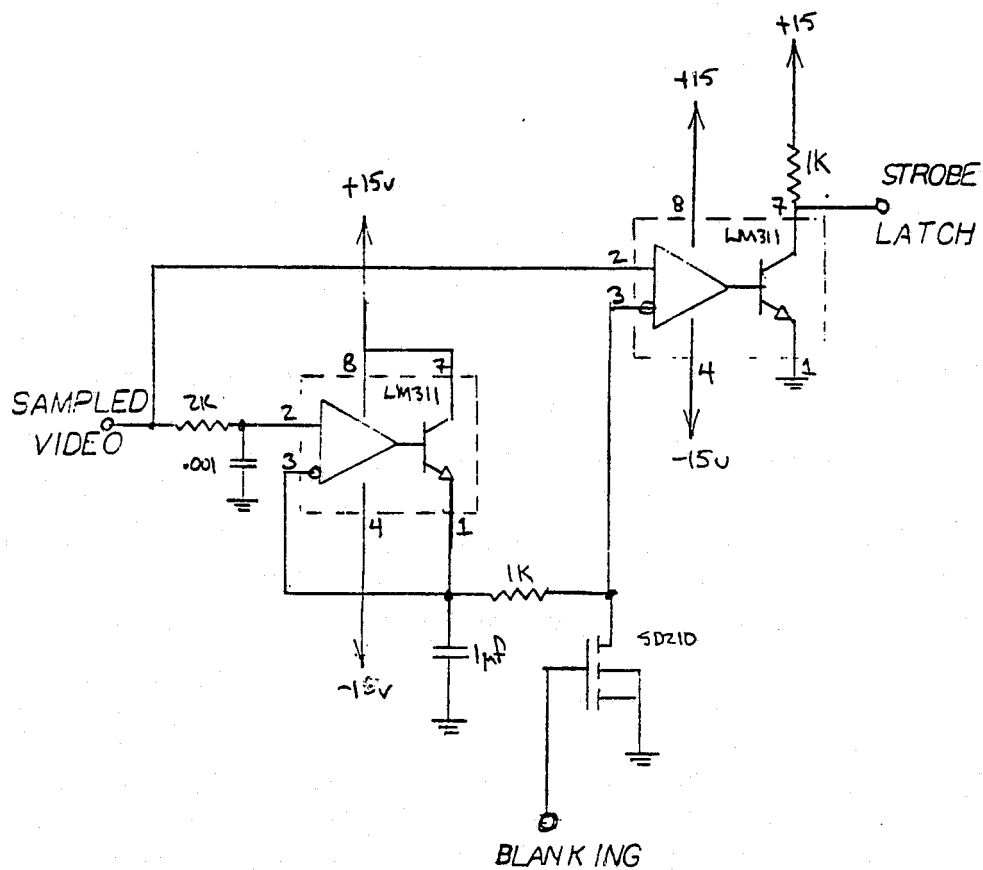 +15
+15
1K
STROBE
LATCH
8
7
LM311
2
3
4
1
-15v
+15v
8
7
LM311
SAMPLED
VIDEO
2K
2
.001
3
4
1
1K
SD210
1µf
-15v
BLANKING